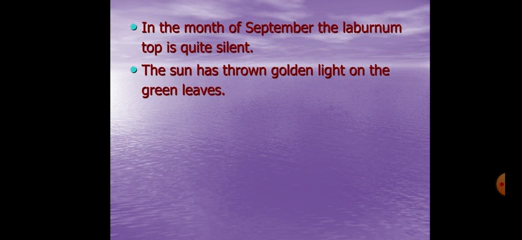 • In the month of September the laburnum
top is quite silent.
• The sun has thrown golden light on the
green leaves.